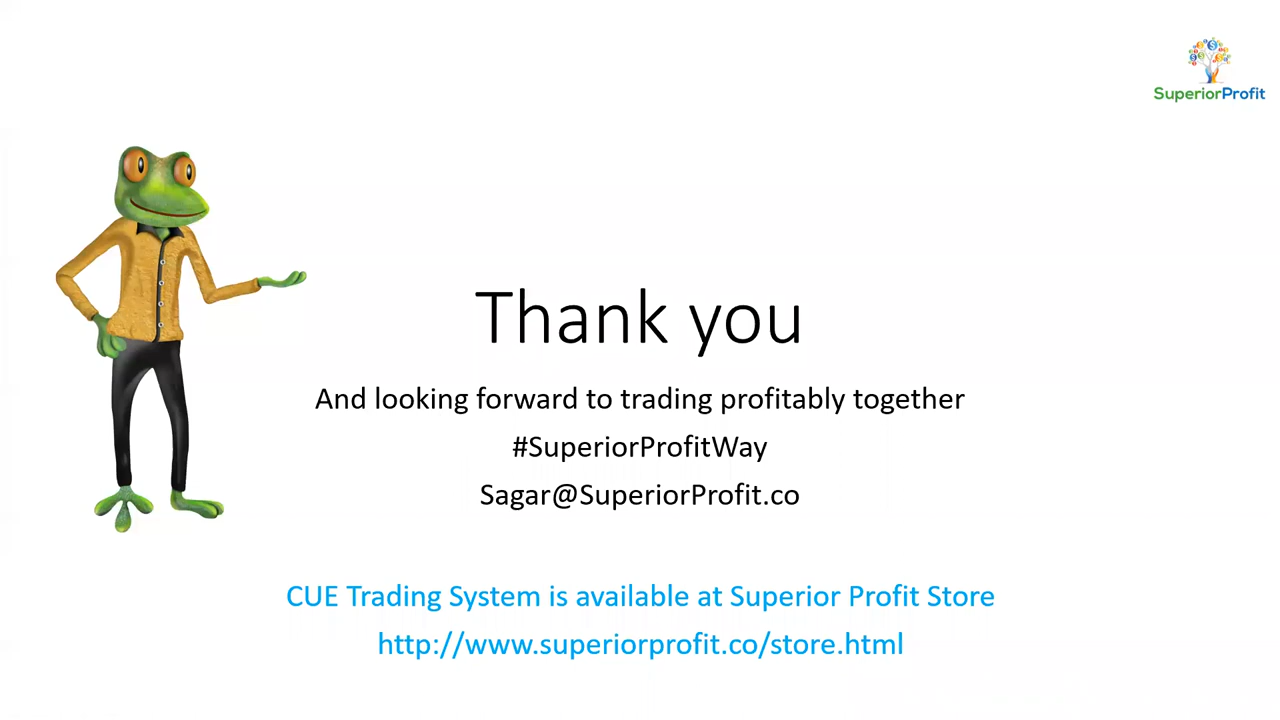 SuperiorProfit
Thank you
And looking forward to trading profitably together
#SuperiorProfitWay
Sagar@SuperiorProfit.co
CUE Trading System is available at Superior Profit Store
http://www.superiorprofit.co/store.html